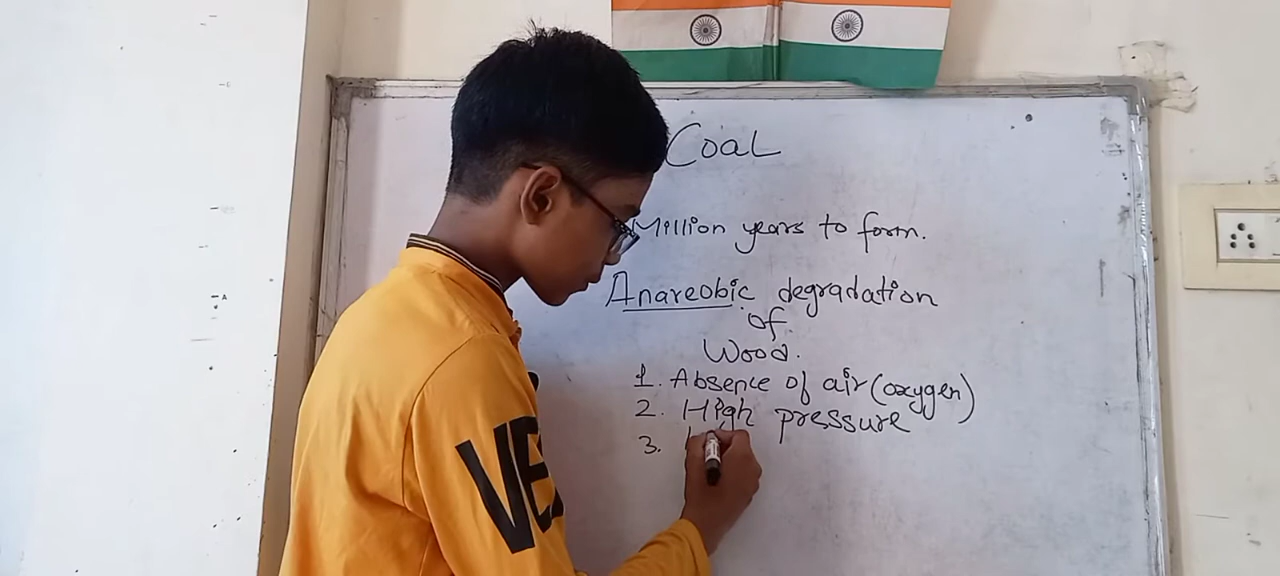 Coal
Million years to form.
Anareobic degradation
of
Wood.
1. Absence of air (oxygen)
2. High pressure
3.